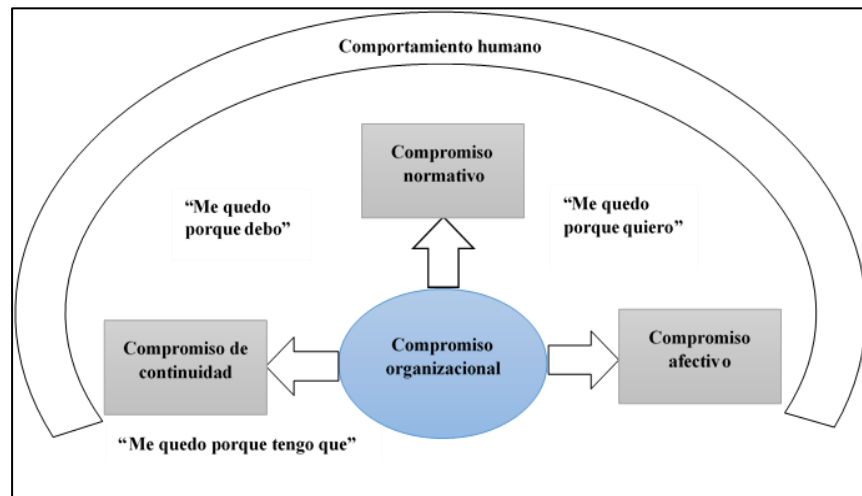 Comportamiento humano
Compromiso
normativo
“Me quedo
porque debo”
“Me quedo
porque quiero”
Compromiso de
continuidad
Compromiso
organizacional
Compromiso
afectivo
“Me quedo porque tengo que”